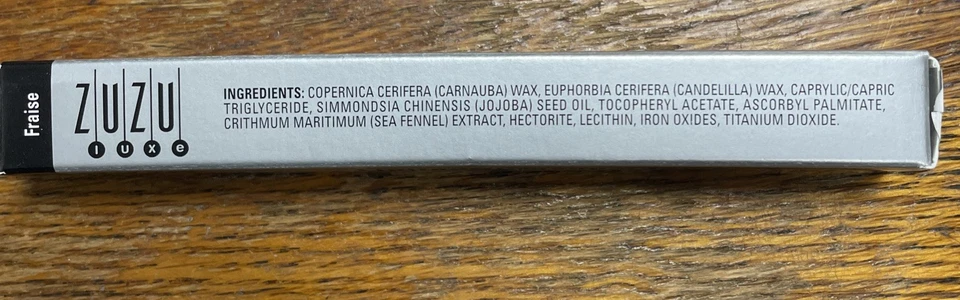 Fraise
ZUZU
luxe
INGREDIENTS: COPERNICA CERIFERA (CARNAUBA) WAX, EUPHORBIA CERIFERA (CANDELILLA) WAX, CAPRYLIC/CAPRIC
TRIGLYCERIDE, SIMMONDSIA CHINENSIS (JOJOBA) SEED OIL, TOCOPHERYL ACETATE, ASCORBYL PALMITATE,
CRITHMUM MARITIMUM (SEA FENNEL) EXTRACT, HECTORITE, LECITHIN, IRON OXIDES, TITANIUM DIOXIDE.